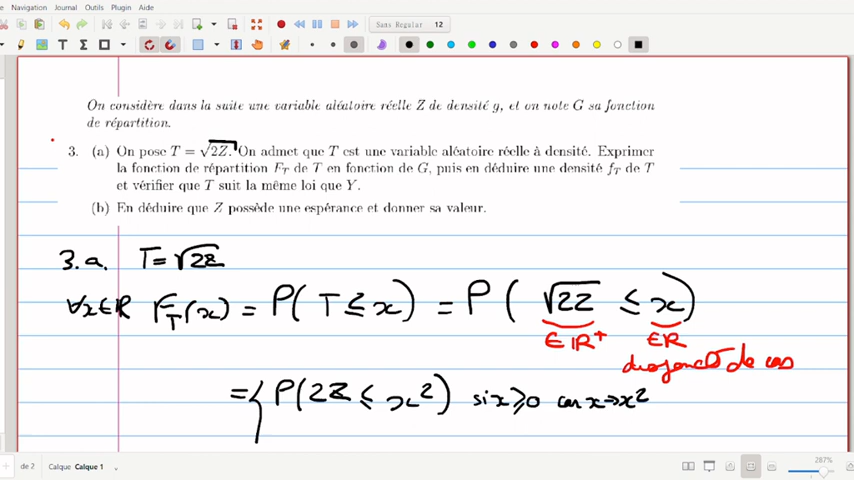 Navigation Journal Outils Plugin Aide
Sans Regular 12
On considère dans la suite une variable aléatoire réelle Z de densité g, et on note G sa fonction
de répartition.
3. (a) On pose T = √2Z. On admet que T est une variable aléatoire réelle à densité. Exprimer
la fonction de répartition F_T de T en fonction de G, puis en déduire une densité f_T de T
et vérifier que T suit la même loi que Y.
(b) En déduire que Z possède une espérance et donner sa valeur.
3.a. T = √2Z
∀x∈R F_T(x) = P(T ≤ x) = P( √2Z ≤ x)
∈ IR+ ∈R
de cas
= { P(2Z ≤ x²) si x ≥ 0 car x → x²
de 2 Calque Calque 1 287%